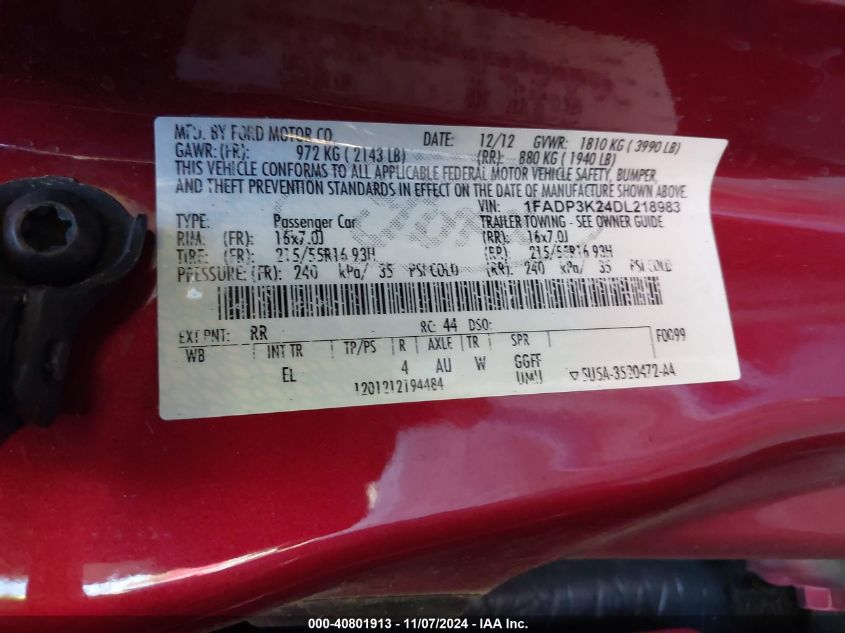 MFD. BY FORD MOTOR CO. DATE: 12/12 GVWR: 1810 KG ( 3990 LB)
GAWR: (FR): 972 KG ( 2143 LB) (RR): 880 KG ( 1940 LB)
THIS VEHICLE CONFORMS TO ALL APPLICABLE FEDERAL MOTOR VEHICLE SAFETY, BUMPER,
AND THEFT PREVENTION STANDARDS IN EFFECT ON THE DATE OF MANUFACTURE SHOWN ABOVE.
VIN: 1FADP3K24DL218983
TYPE: Passenger Car TRAILER TOWING - SEE OWNER GUIDE
RIM: (FR): 16x7.0J (RR): 16x7.0J
TIRE: (FR): 215/55R16 93H (RR): 215/55R16 93H
PRESSURE: (FR): 240 kPa/ 35 PSI COLD (RR): 240 kPa/ 35 PSI COLD
EXT PNT: RR RC: 44 DSO: F0099
WB INT TR TP/PS R AXLE TR SPR
EL 4 AU W GGFF
1201212194484 UMU 5U5A-3520472-AA
000-40801913 - 11/07/2024 - IAA Inc.